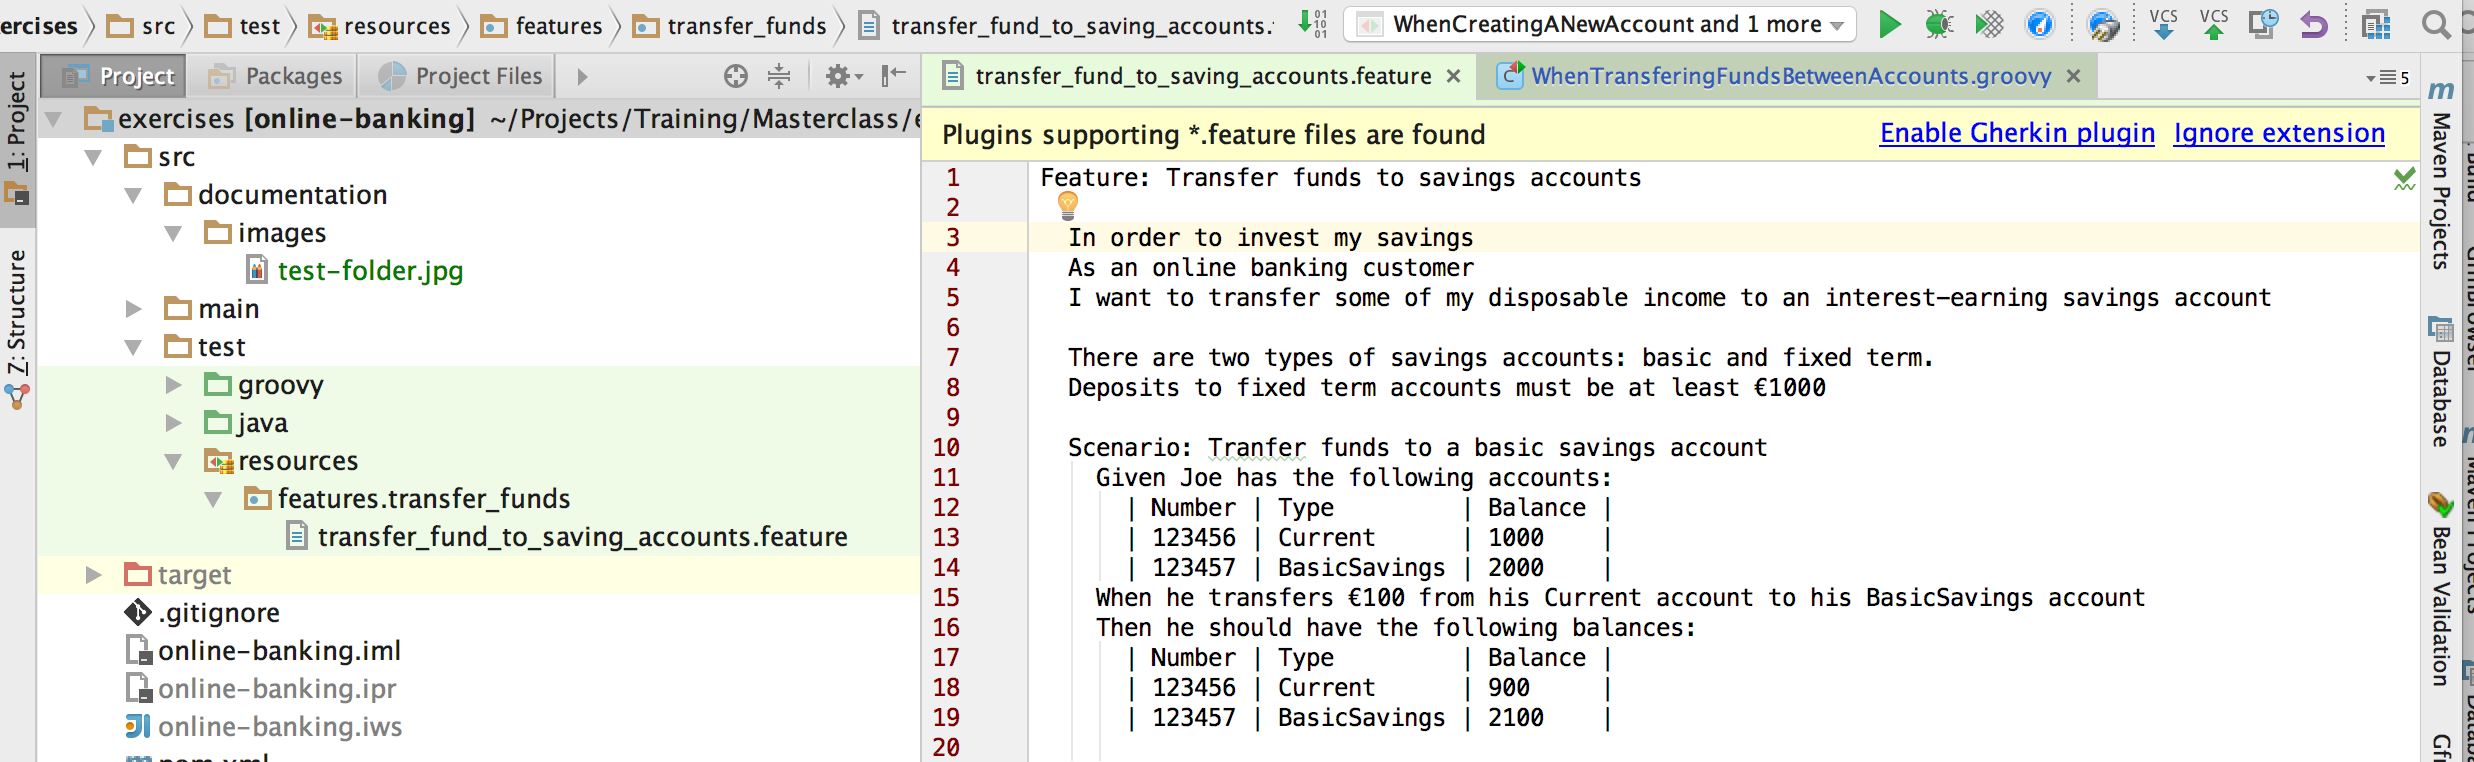 ercises src test resources features transfer_funds transfer_fund_to_saving_accounts. WhenCreatingANewAccount and 1 more VCS VCS
Project Packages Project Files
transfer_fund_to_saving_accounts.feature WhenTransferingFundsBetweenAccounts.groovy 5
1: Project
7: Structure
exercises [online-banking] ~/Projects/Training/Masterclass/e
src
documentation
images
test-folder.jpg
main
test
groovy
java
resources
features.transfer_funds
transfer_fund_to_saving_accounts.feature
target
.gitignore
online-banking.iml
online-banking.ipr
online-banking.iws
pom.xml
Plugins supporting *.feature files are found Enable Gherkin plugin Ignore extension
1 Feature: Transfer funds to savings accounts
2
3 In order to invest my savings
4 As an online banking customer
5 I want to transfer some of my disposable income to an interest-earning savings account
6
7 There are two types of savings accounts: basic and fixed term.
8 Deposits to fixed term accounts must be at least €1000
9
10 Scenario: Tranfer funds to a basic savings account
11 Given Joe has the following accounts:
12 | Number | Type | Balance |
13 | 123456 | Current | 1000 |
14 | 123457 | BasicSavings | 2000 |
15 When he transfers €100 from his Current account to his BasicSavings account
16 Then he should have the following balances:
17 | Number | Type | Balance |
18 | 123456 | Current | 900 |
19 | 123457 | BasicSavings | 2100 |
20
Maven Projects
Database
Bean Validation